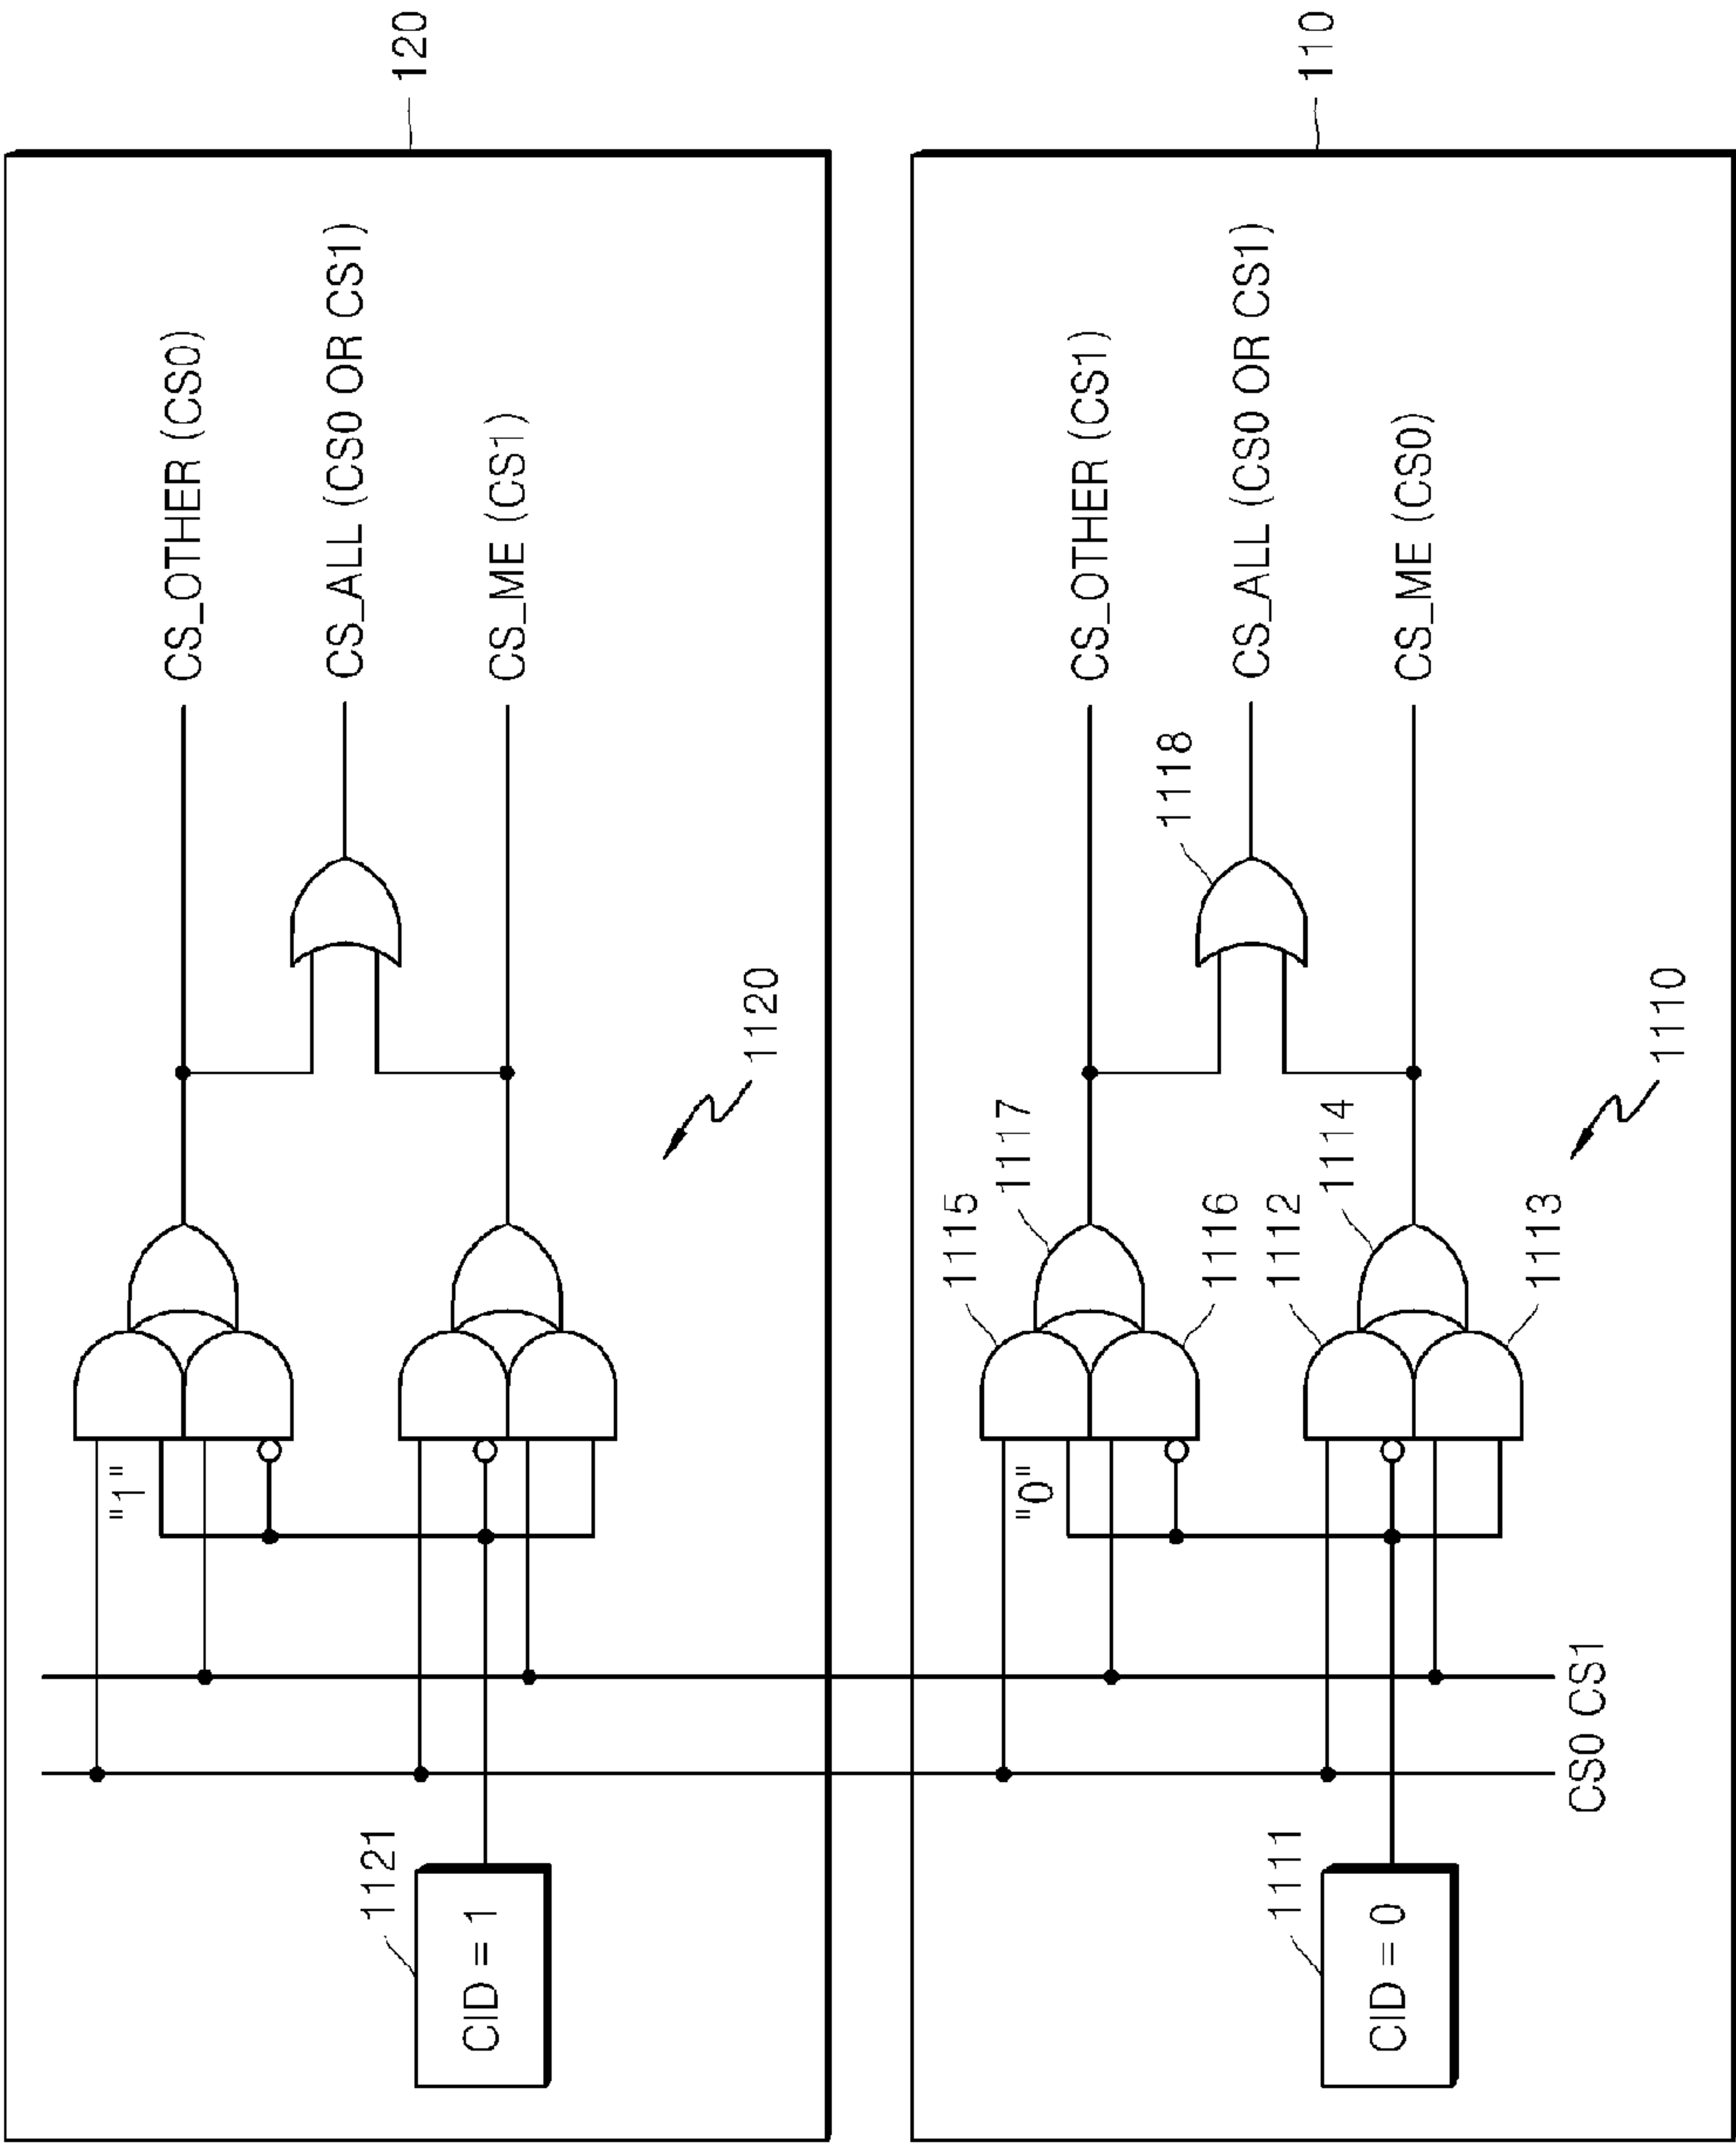 120
CS_OTHER (CS0)
CS_ALL (CS0 OR CS1)
CS_ME (CS1)
1120
"1"
1121
CID = 1
110
CS_OTHER (CS1)
CS_ALL (CS0 OR CS1)
CS_ME (CS0)
1118
1110
1115
1117
1116
1112
1114
1113
"0"
CS0 CS1
1111
CID = 0